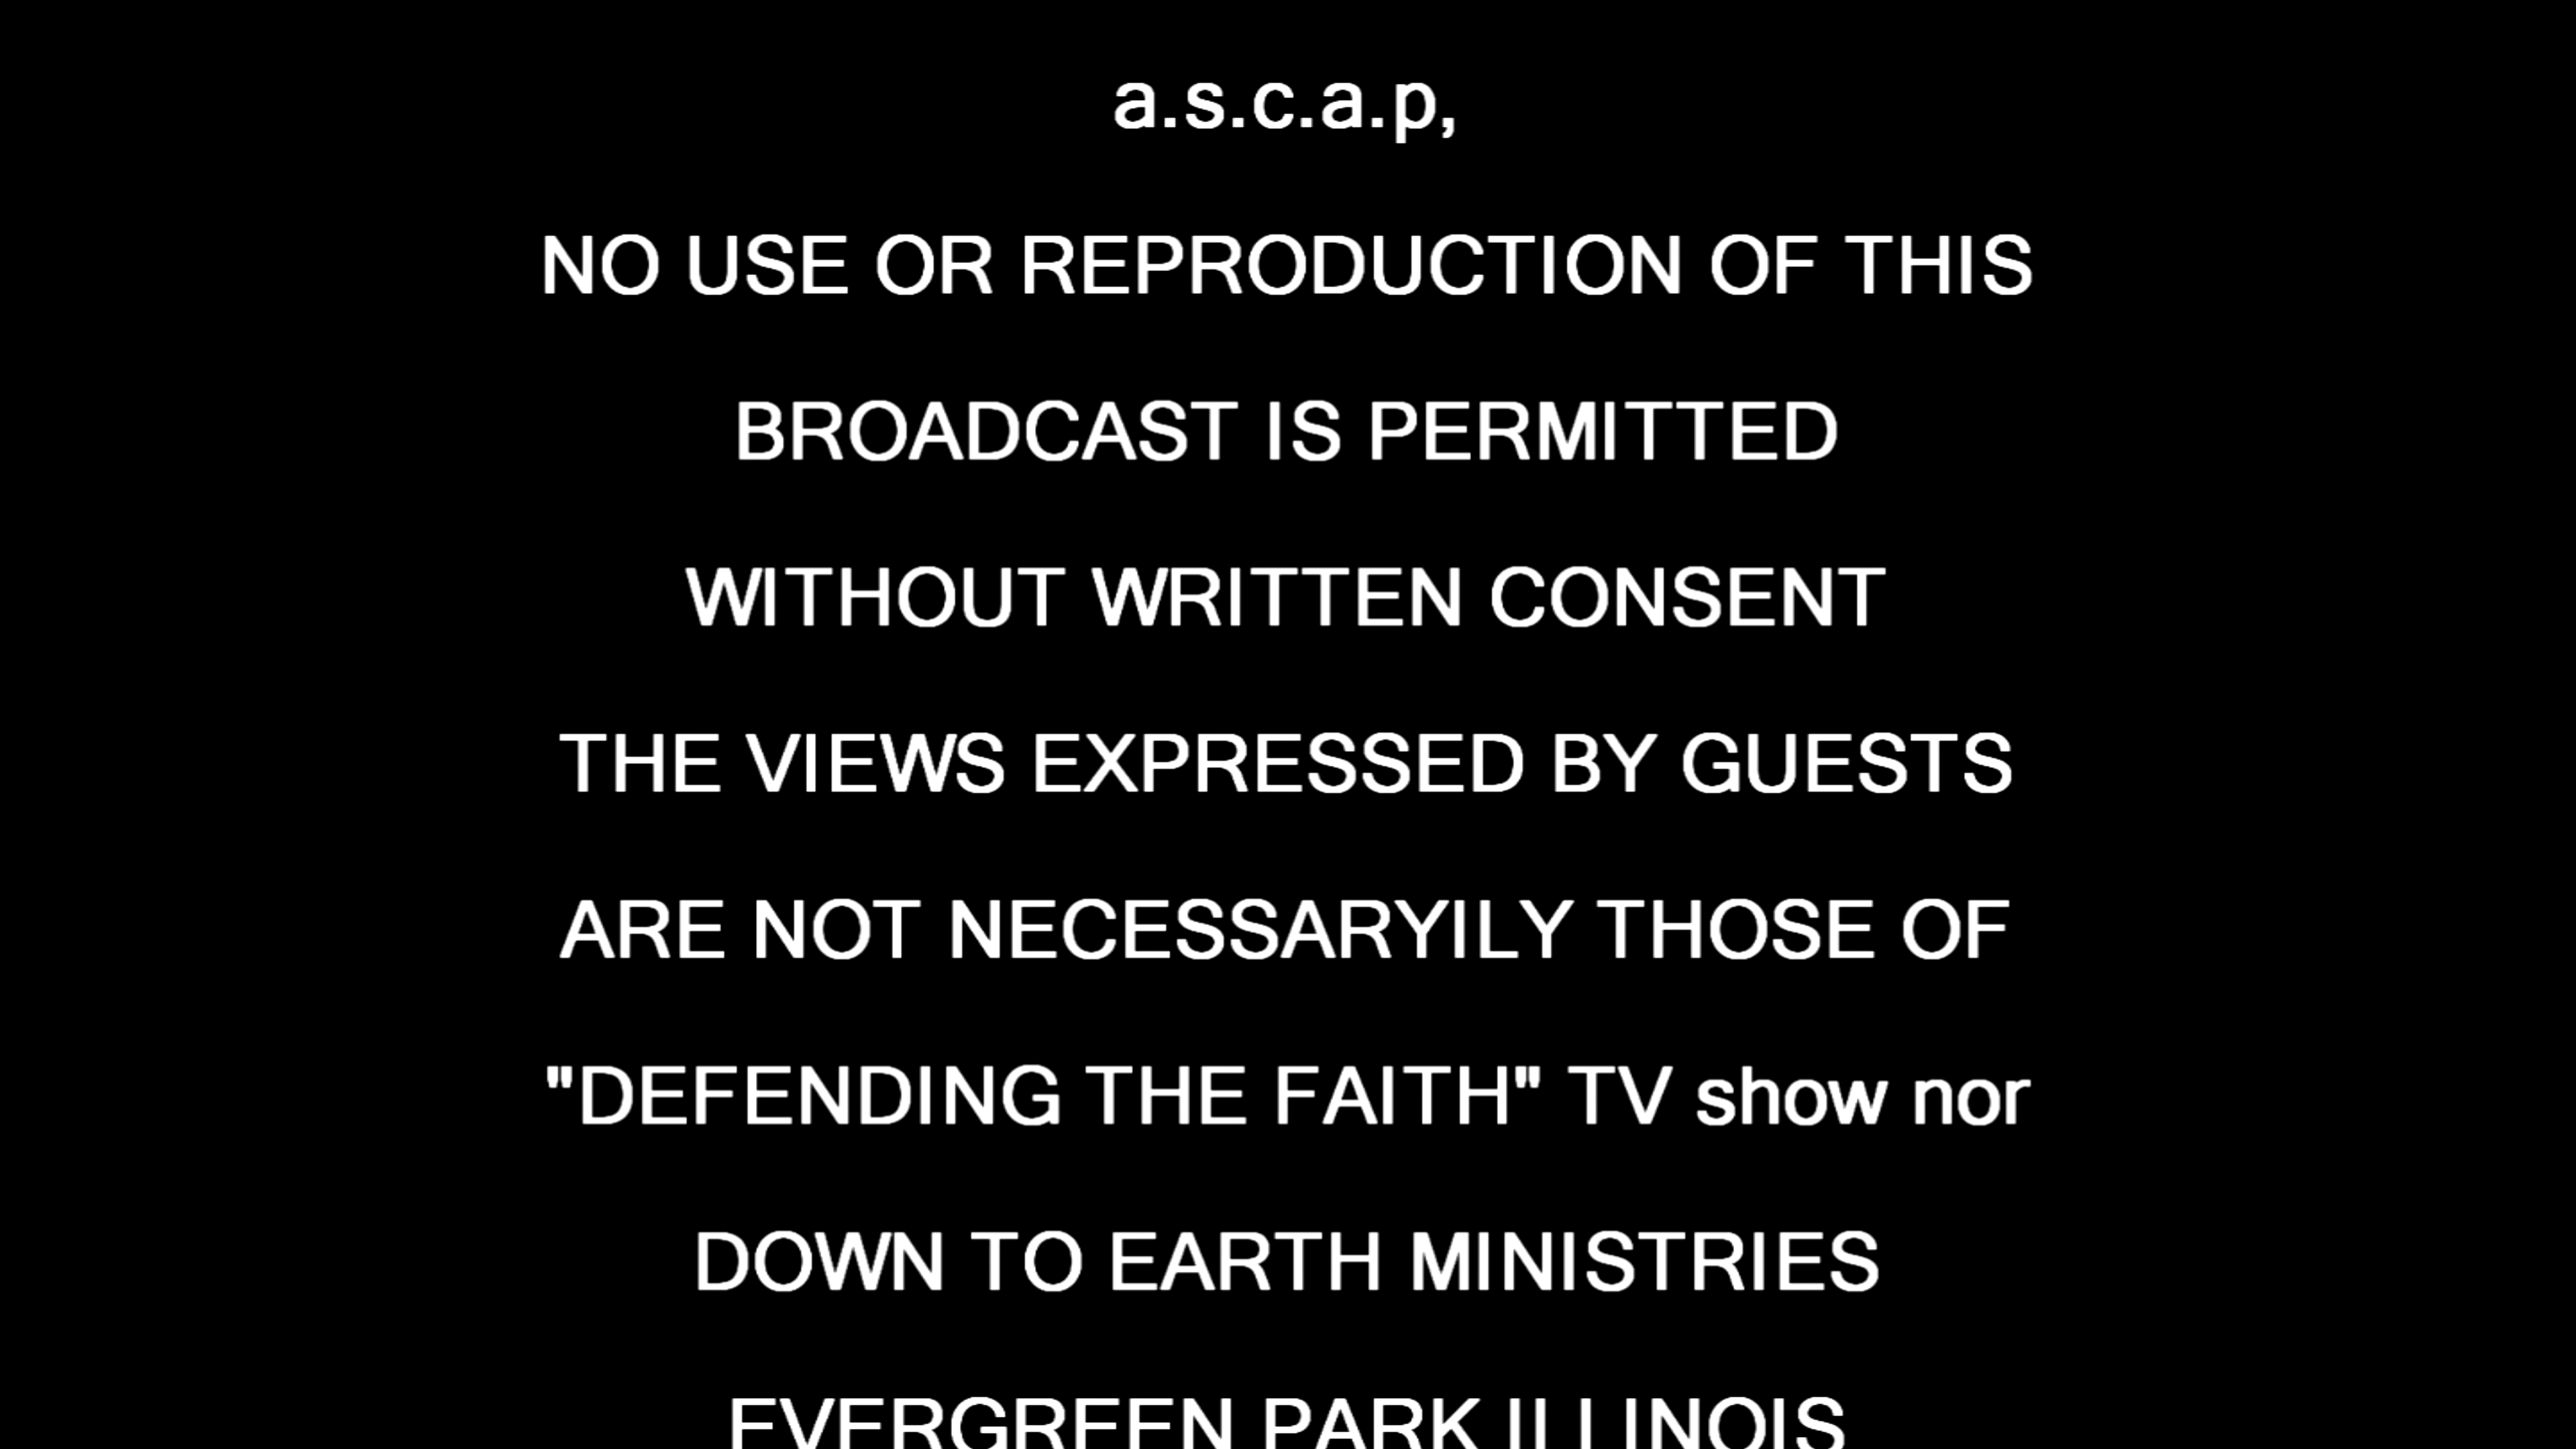 a.s.c.a.p,
NO USE OR REPRODUCTION OF THIS
BROADCAST IS PERMITTED
WITHOUT WRITTEN CONSENT
THE VIEWS EXPRESSED BY GUESTS
ARE NOT NECESSARYILY THOSE OF
"DEFENDING THE FAITH" TV show nor
DOWN TO EARTH MINISTRIES
EVERGREEN PARK ILLINOIS